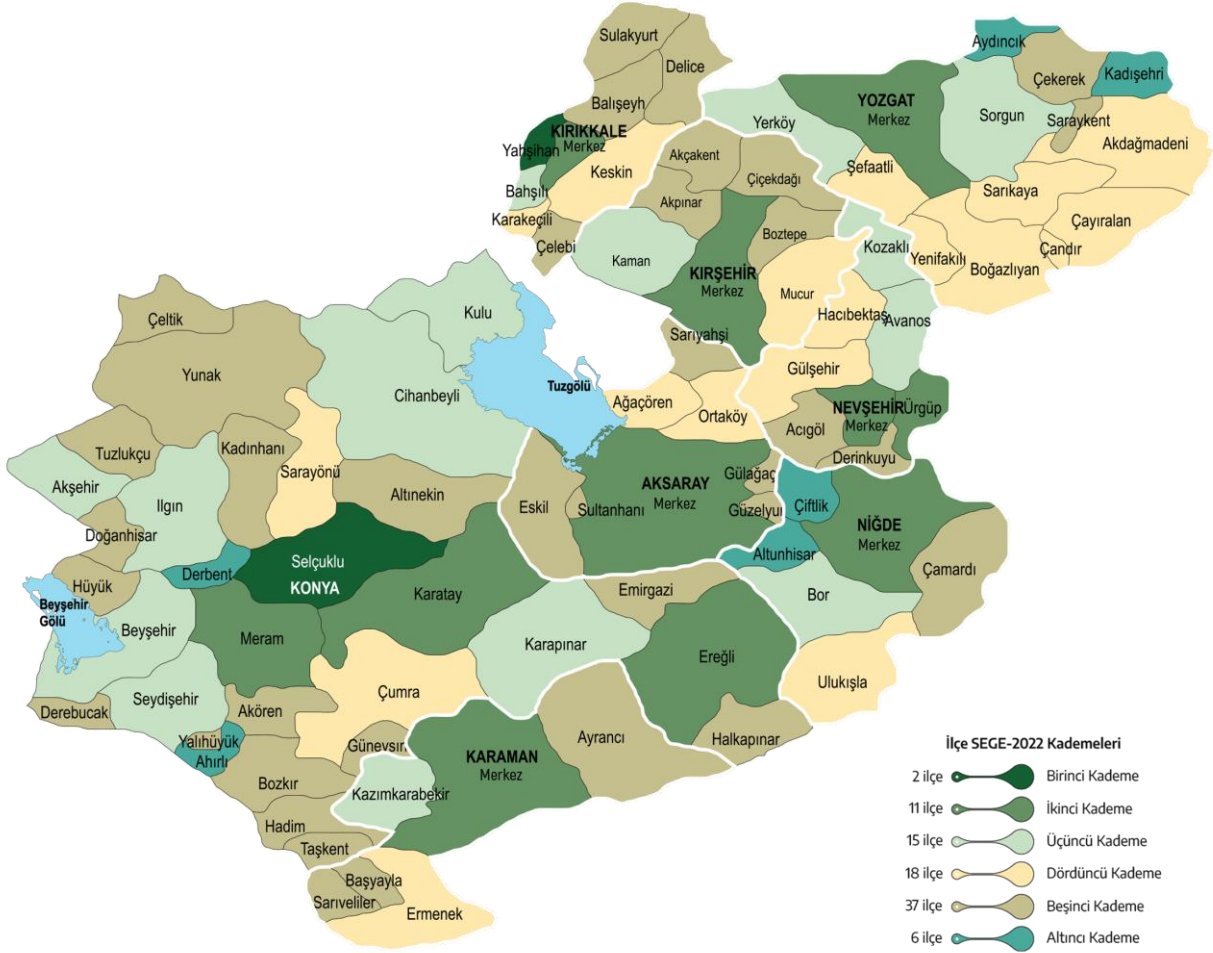 Sulakyurt
Delice
Balışeyh
KIRIKKALE
Merkez
Yahşihan
Bahşılı
Keskin
Karakeçili
Çelebi
Aydıncık
Çekerek
Kadışehri
YOZGAT
Merkez
Yerköy
Sorgun
Saraykent
Akdağmadeni
Şefaatli
Sarıkaya
Çayıralan
Çandır
Yenifakılı
Boğazlıyan
Akçakent
Çiçekdağı
Akpınar
Boztepe
Kaman
KIRŞEHİR
Merkez
Mucur
Kozaklı
Hacıbektaş
Avanos
Gülşehir
NEVŞEHİR
Merkez
Ürgüp
Acıgöl
Derinkuyu
Sarıyahşi
Ağaçören
Ortaköy
AKSARAY
Merkez
Gülağaç
Güzelyur
Sultanhanı
Eskil
Tuzgölü
Çiftlik
NİĞDE
Merkez
Altunhisar
Çamardı
Bor
Ulukışla
Kulu
Çeltik
Yunak
Cihanbeyli
Tuzlukçu
Kadınhanı
Sarayönü
Akşehir
Ilgın
Altınekin
Doğanhisar
Derbent
Selçuklu
KONYA
Hüyük
Beyşehir
Gölü
Beyşehir
Meram
Karatay
Emirgazi
Karapınar
Ereğli
Seydişehir
Derebucak
Akören
Çumra
Yalıhüyük
Ahırlı
Günevsır
Bozkır
Halkapınar
Ayrancı
KARAMAN
Merkez
Kazımkarabekir
Hadim
Taşkent
Başyayla
Sarıveliler
Ermenek
İlçe SEGE-2022 Kademeleri
2 ilçe Birinci Kademe
11 ilçe İkinci Kademe
15 ilçe Üçüncü Kademe
18 ilçe Dördüncü Kademe
37 ilçe Beşinci Kademe
6 ilçe Altıncı Kademe